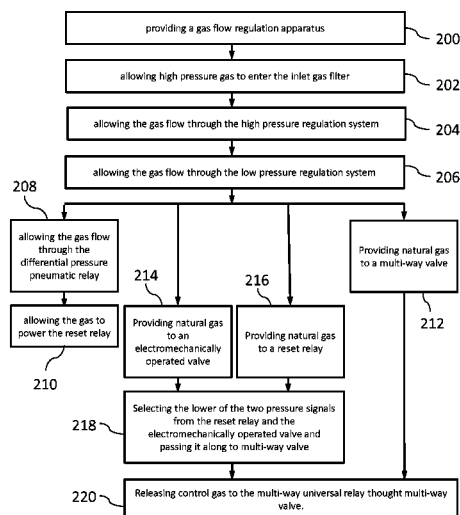 providing a gas flow regulation apparatus
200
allowing high pressure gas to enter the inlet gas filter
202
allowing the gas flow through the high pressure regulation system
204
allowing the gas flow through the low pressure regulation system
206
208
allowing the gas flow
through the
differential pressure
pneumatic relay
allowing the gas to
power the reset relay
210
214
Providing natural gas
to an
electromechanically
operated valve
216
Providing natural gas
to a reset relay
Providing natural gas
to a multi-way valve
212
Selecting the lower of the two pressure signals
from the reset relay and the
electromechanically operated valve and
passing it along to multi-way valve
218
Releasing control gas to the multi-way universal relay thought multi-way
valve.
220